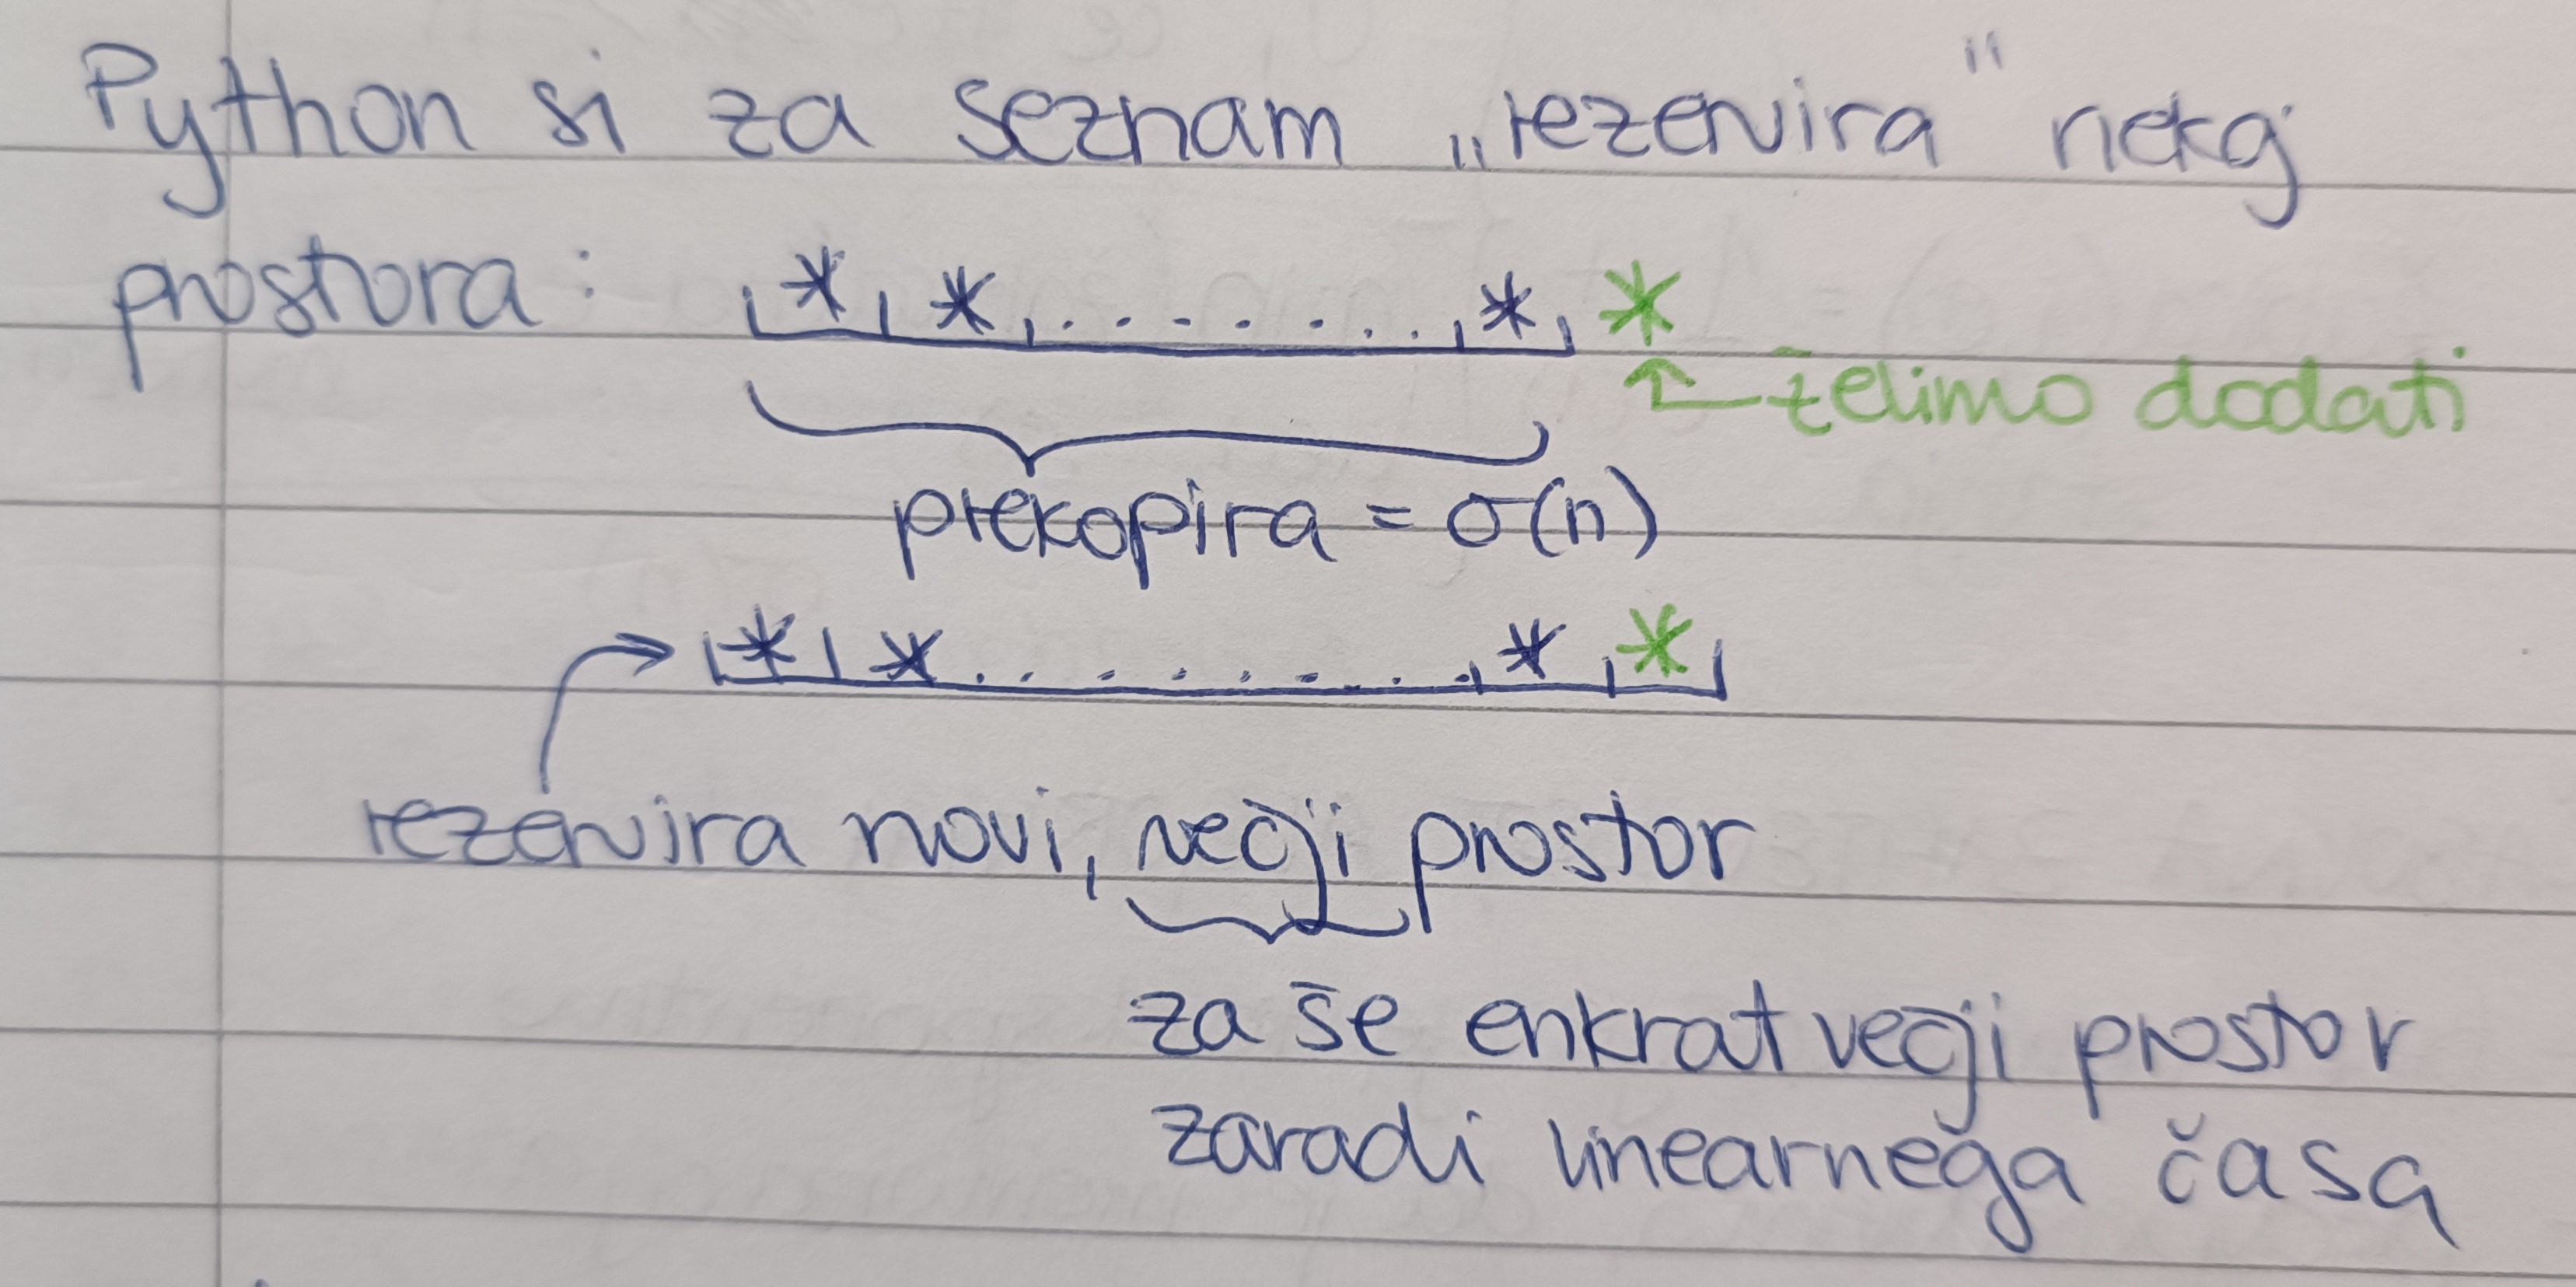 Python si za seznam „rezervira" nekaj
prostora: * * ........ * *
želimo dodati
prekopira = σ(n)
* * ......... * *
rezervira novi, večji prostor
za še enkrat večji prostor
zaradi linearnega časa